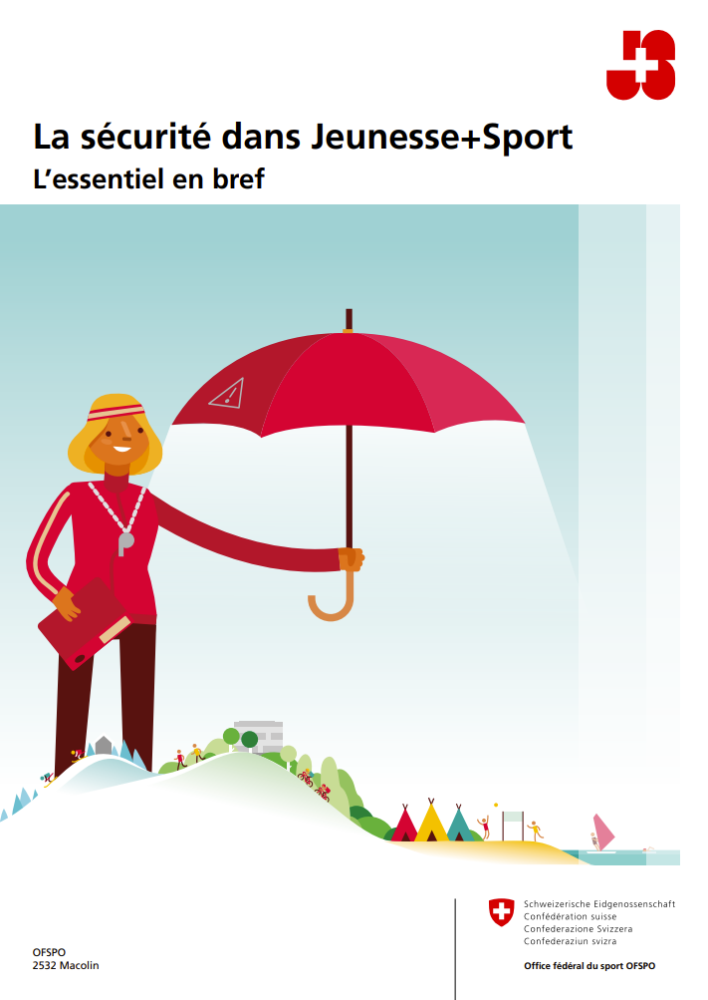 La sécurité dans Jeunesse+Sport
L’essentiel en bref
OFSPO
2532 Macolin
Schweizerische Eidgenossenschaft
Confédération suisse
Confederazione Svizzera
Confederaziun svizra
Office fédéral du sport OFSPO